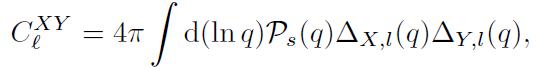 C_ℓ^{XY} = 4π ∫ d(ln q) 𝒫_s(q) Δ_{X,l}(q) Δ_{Y,l}(q),